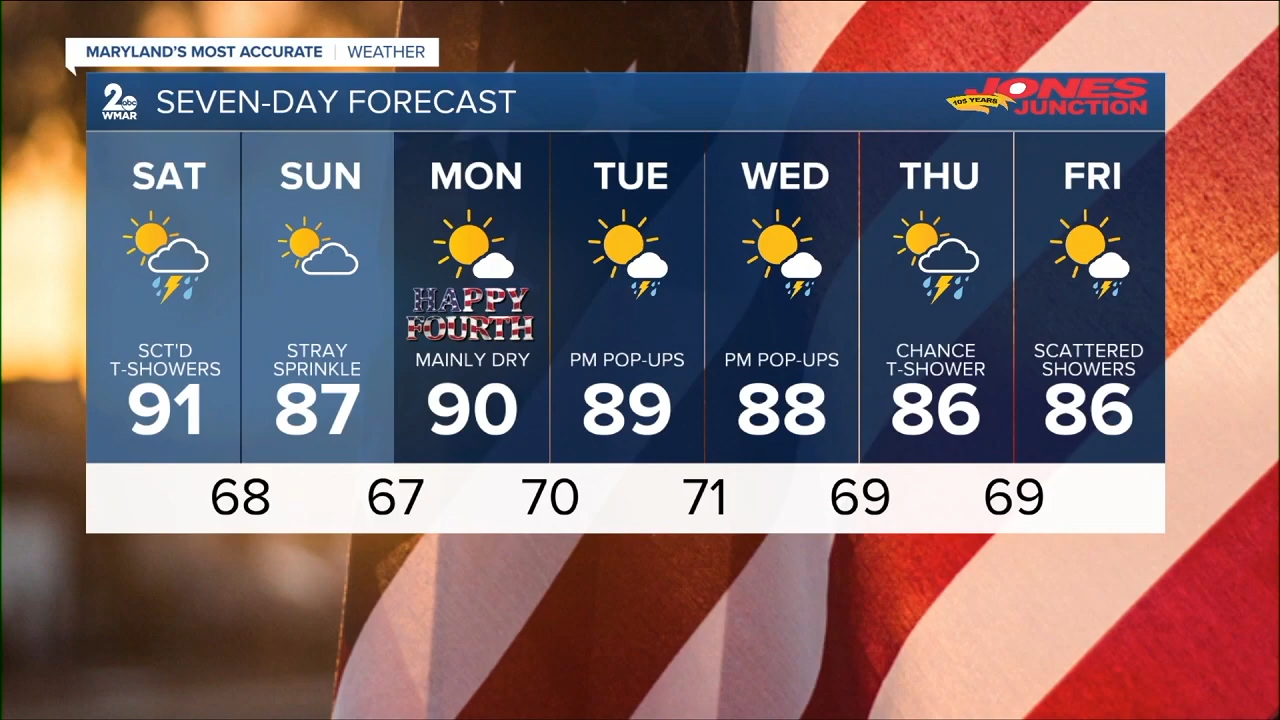 MARYLAND'S MOST ACCURATE | WEATHER
2 abc
WMAR
SEVEN-DAY FORECAST
105 YEARS
JONES
JUNCTION
SAT
SUN
MON
TUE
WED
THU
FRI
HAPPY
FOURTH
SCT'D
T-SHOWERS
STRAY
SPRINKLE
MAINLY DRY
PM POP-UPS
PM POP-UPS
CHANCE
T-SHOWER
SCATTERED
SHOWERS
91
87
90
89
88
86
86
68
67
70
71
69
69